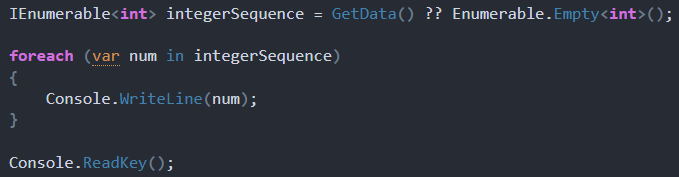 IEnumerable<int> integerSequence = GetData() ?? Enumerable.Empty<int>();
foreach (var num in integerSequence)
{
    Console.WriteLine(num);
}
Console.ReadKey();